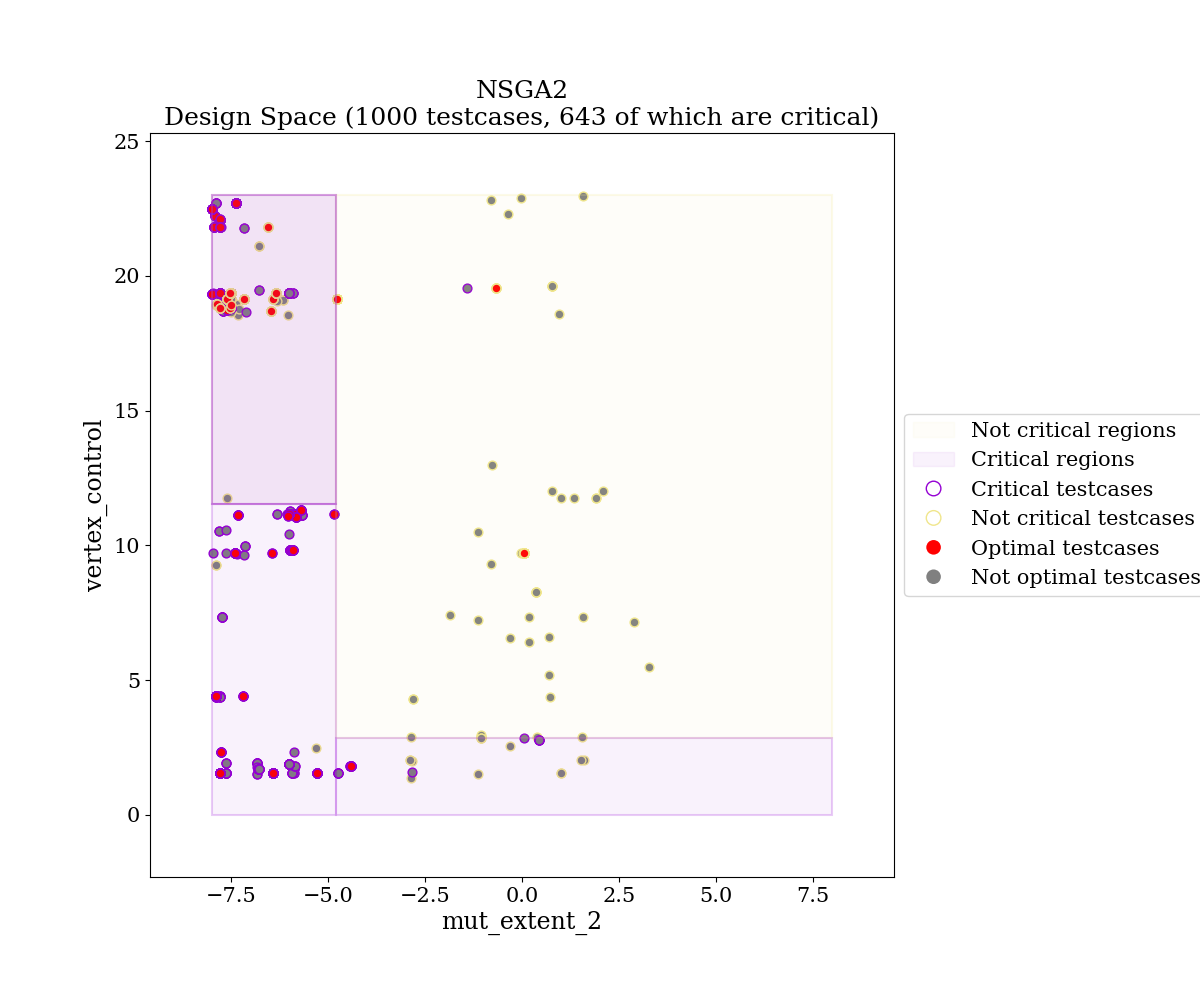 NSGA2
Design Space (1000 testcases, 643 of which are critical)
25
20
15
10
5
0
vertex_control
−7.5
−5.0
−2.5
0.0
2.5
5.0
7.5
mut_extent_2
Not critical regions
Critical regions
Critical testcases
Not critical testcases
Optimal testcases
Not optimal testcases